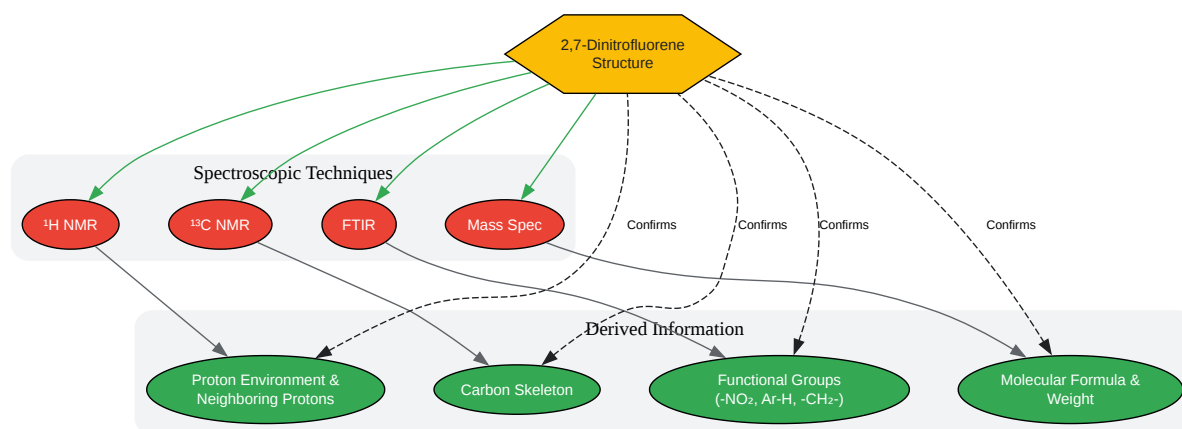 2,7-Dinitrofluorene
Structure
Spectroscopic Techniques
¹H NMR
¹³C NMR
FTIR
Mass Spec
Confirms
Confirms
Confirms
Confirms
Derived Information
Proton Environment &
Neighboring Protons
Carbon Skeleton
Functional Groups
(-NO₂, Ar-H, -CH₂-)
Molecular Formula &
Weight